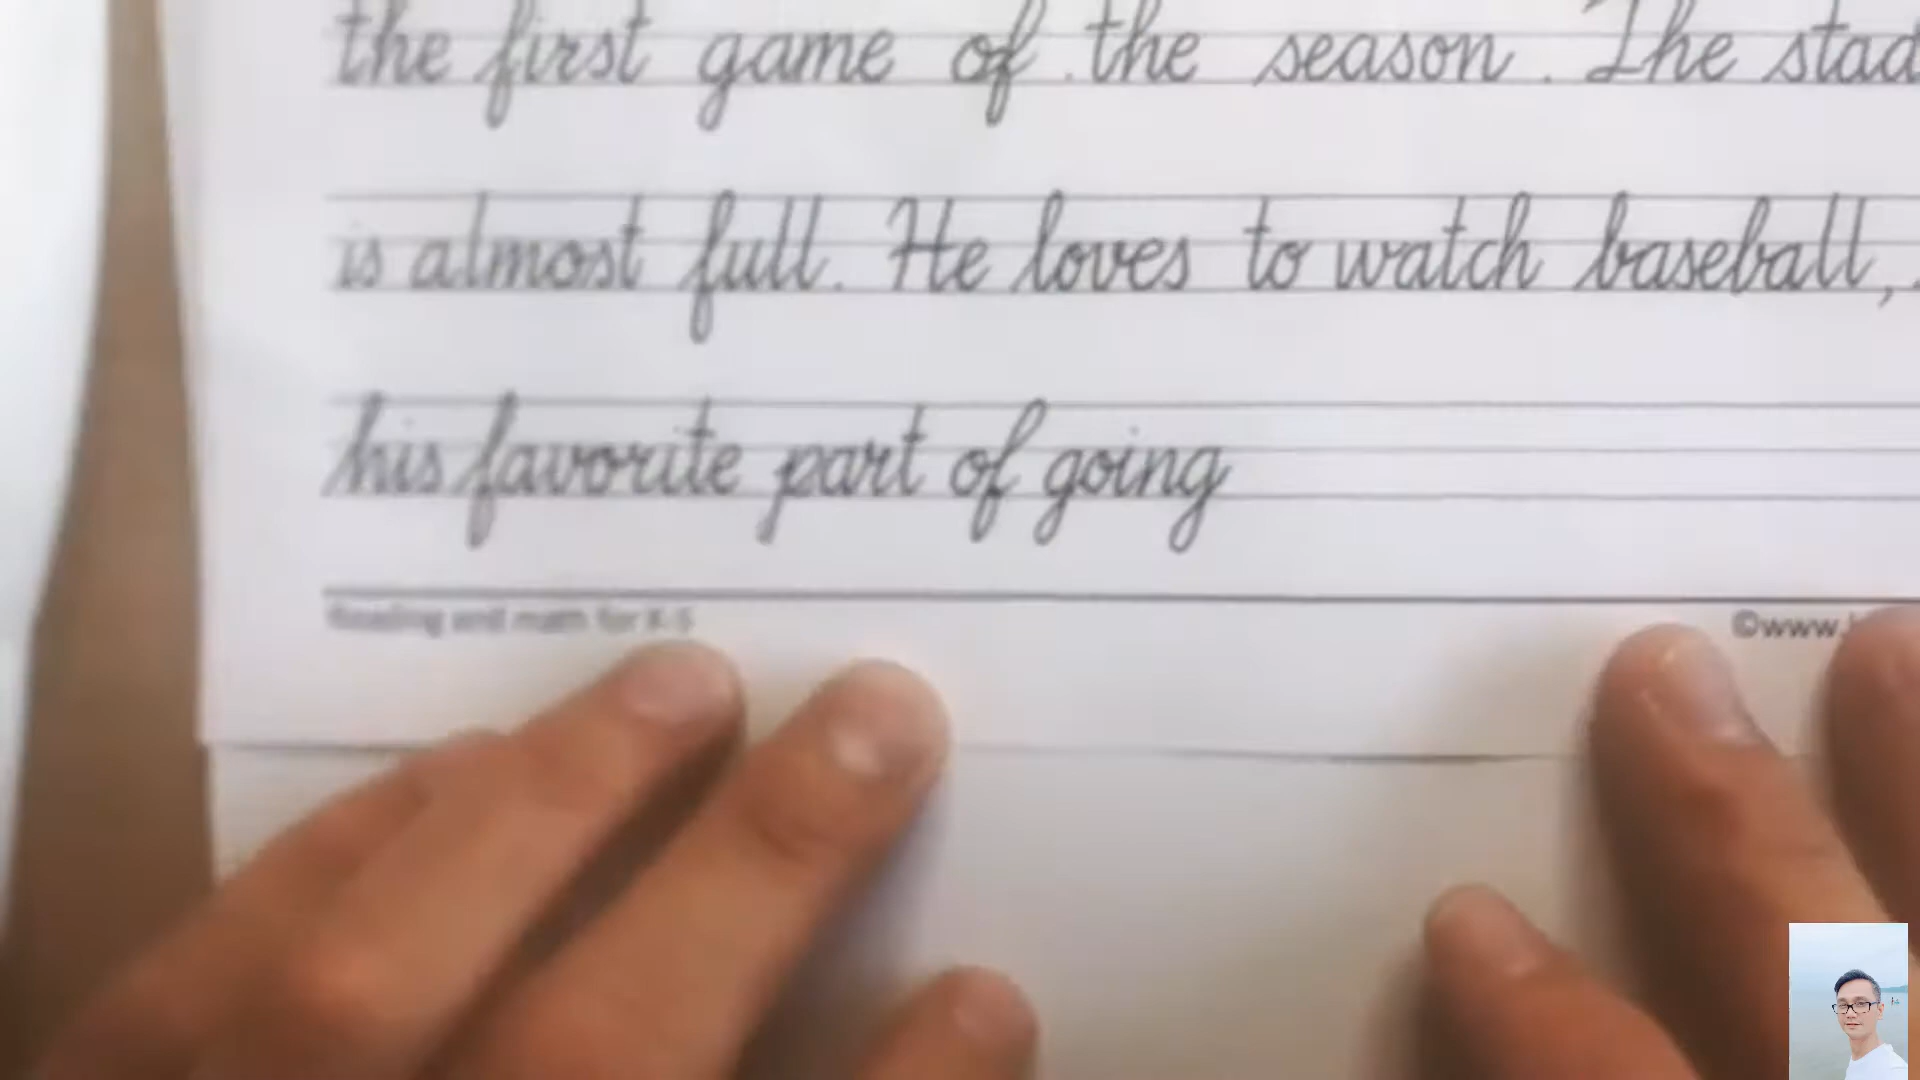 the first game of the season. The stad
is almost full. He loves to watch baseball,
his favorite part of going
Reading and math for K-5
©www.